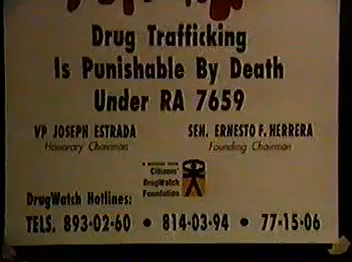 Drug Trafficking
Is Punishable By Death
Under RA 7659
VP JOSEPH ESTRADA
Honorary Chairman
SEN. ERNESTO F. HERRERA
Founding Chairman
Citizens'
DrugWatch
Foundation
DrugWatch Hotlines:
TELS. 893-02-60 • 814-03-94 • 77-15-06